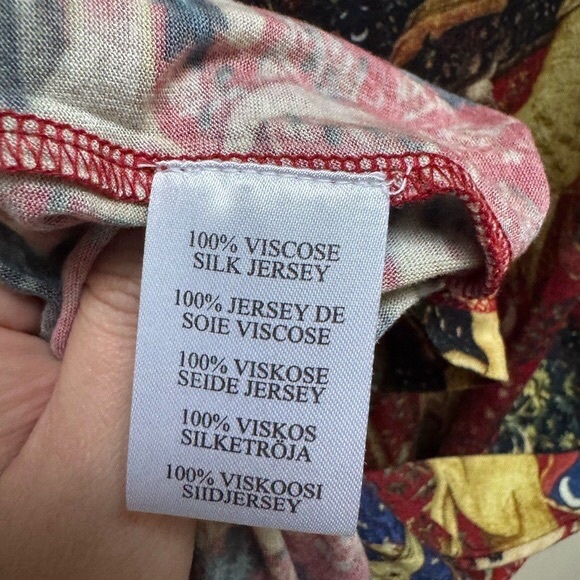 100% VISCOSE
SILK JERSEY
100% JERSEY DE
SOIE VISCOSE
100% VISKOSE
SEIDE JERSEY
100% VISKOS
SILKETRÖJA
100% VISKOOSI
SIIDJERSEY